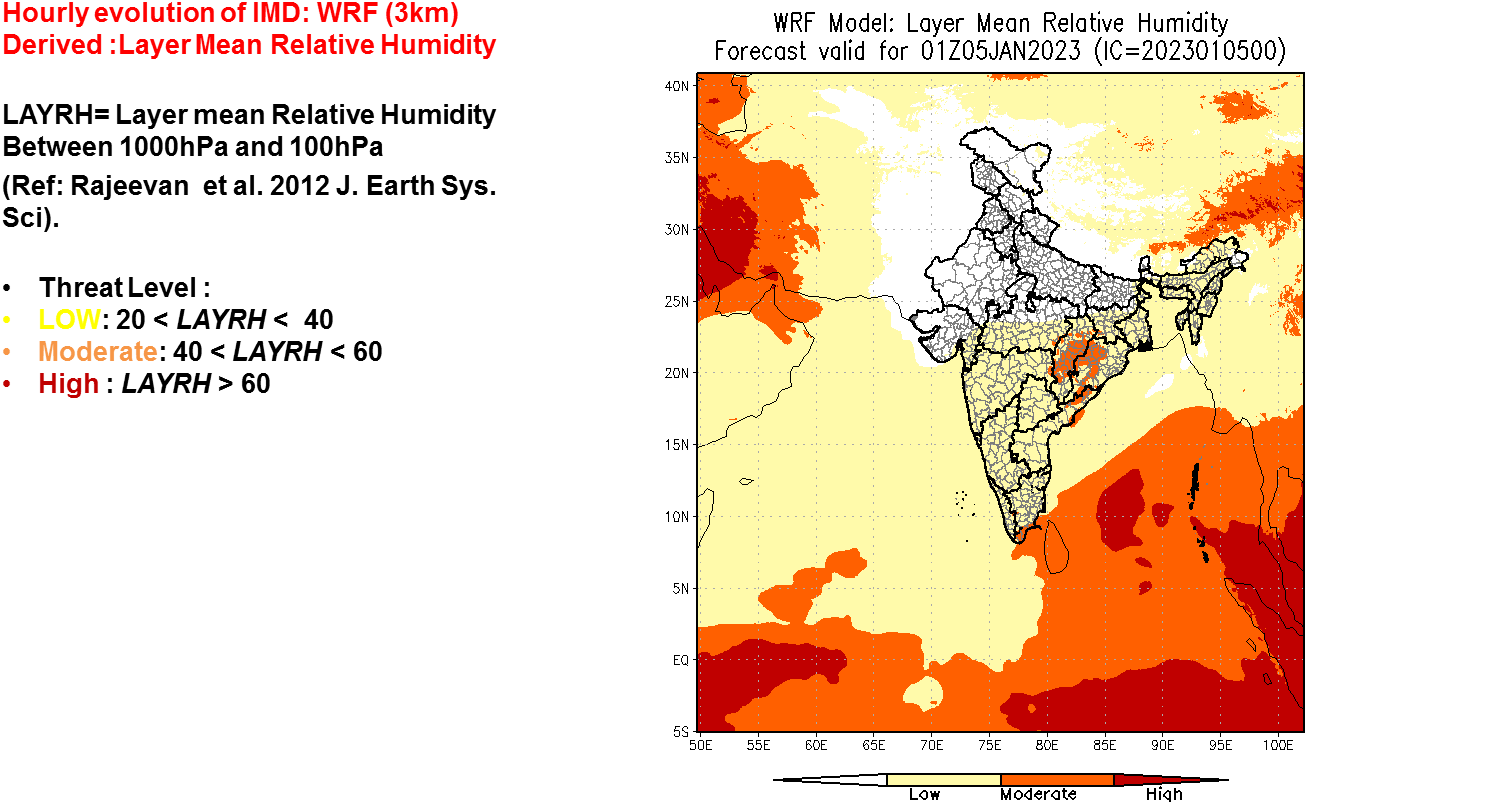 Hourly evolution of IMD: WRF (3km)
Derived :Layer Mean Relative Humidity
LAYRH= Layer mean Relative Humidity
Between 1000hPa and 100hPa
(Ref: Rajeevan et al. 2012 J. Earth Sys.
Sci).
• Threat Level :
• LOW: 20 < LAYRH < 40
• Moderate: 40 < LAYRH < 60
• High : LAYRH > 60
WRF Model: Layer Mean Relative Humidity
Forecast valid for 01Z05JAN2023 (IC=2023010500)
40N
35N
30N
25N
20N
15N
10N
5N
EQ
5S
50E 55E 60E 65E 70E 75E 80E 85E 90E 95E 100E
Low Moderate High